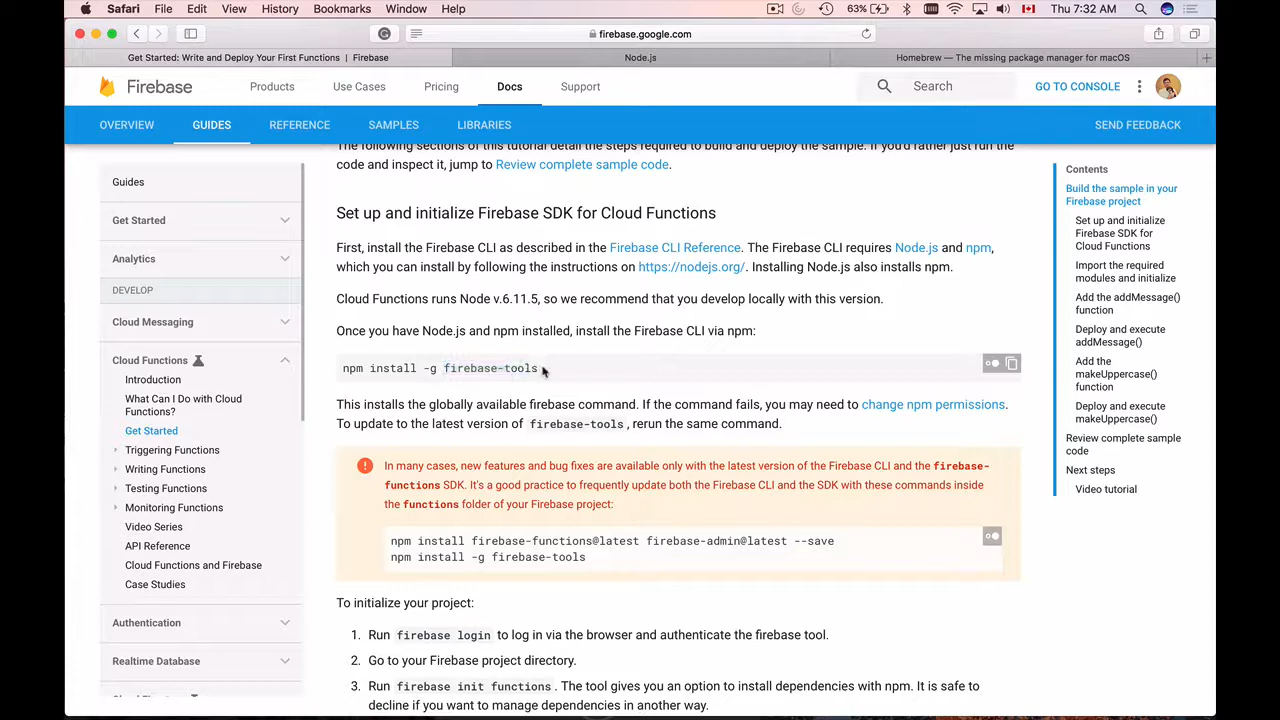 Safari File Edit View History Bookmarks Window Help 63% Thu 7:32 AM
firebase.google.com
Get Started: Write and Deploy Your First Functions | Firebase
Node.js
Homebrew — The missing package manager for macOS
Firebase
Products Use Cases Pricing Docs Support
Search
GO TO CONSOLE
OVERVIEW GUIDES REFERENCE SAMPLES LIBRARIES SEND FEEDBACK
Guides
Get Started
Analytics
DEVELOP
Cloud Messaging
Cloud Functions
Introduction
What Can I Do with Cloud
Functions?
Get Started
Triggering Functions
Writing Functions
Testing Functions
Monitoring Functions
Video Series
API Reference
Cloud Functions and Firebase
Case Studies
Authentication
Realtime Database
The following sections of this tutorial detail the steps required to build and deploy the sample. If you'd rather just run the
code and inspect it, jump to Review complete sample code.
Set up and initialize Firebase SDK for Cloud Functions
First, install the Firebase CLI as described in the Firebase CLI Reference. The Firebase CLI requires Node.js and npm,
which you can install by following the instructions on https://nodejs.org/. Installing Node.js also installs npm.
Cloud Functions runs Node v.6.11.5, so we recommend that you develop locally with this version.
Once you have Node.js and npm installed, install the Firebase CLI via npm:
npm install -g firebase-tools
This installs the globally available firebase command. If the command fails, you may need to change npm permissions.
To update to the latest version of firebase-tools, rerun the same command.
In many cases, new features and bug fixes are available only with the latest version of the Firebase CLI and the firebase-
functions SDK. It's a good practice to frequently update both the Firebase CLI and the SDK with these commands inside
the functions folder of your Firebase project:
npm install firebase-functions@latest firebase-admin@latest --save
npm install -g firebase-tools
To initialize your project:
1. Run firebase login to log in via the browser and authenticate the firebase tool.
2. Go to your Firebase project directory.
3. Run firebase init functions. The tool gives you an option to install dependencies with npm. It is safe to
decline if you want to manage dependencies in another way.
Contents
Build the sample in your
Firebase project
Set up and initialize
Firebase SDK for
Cloud Functions
Import the required
modules and initialize
Add the addMessage()
function
Deploy and execute
addMessage()
Add the
makeUppercase()
function
Deploy and execute
makeUppercase()
Review complete sample
code
Next steps
Video tutorial